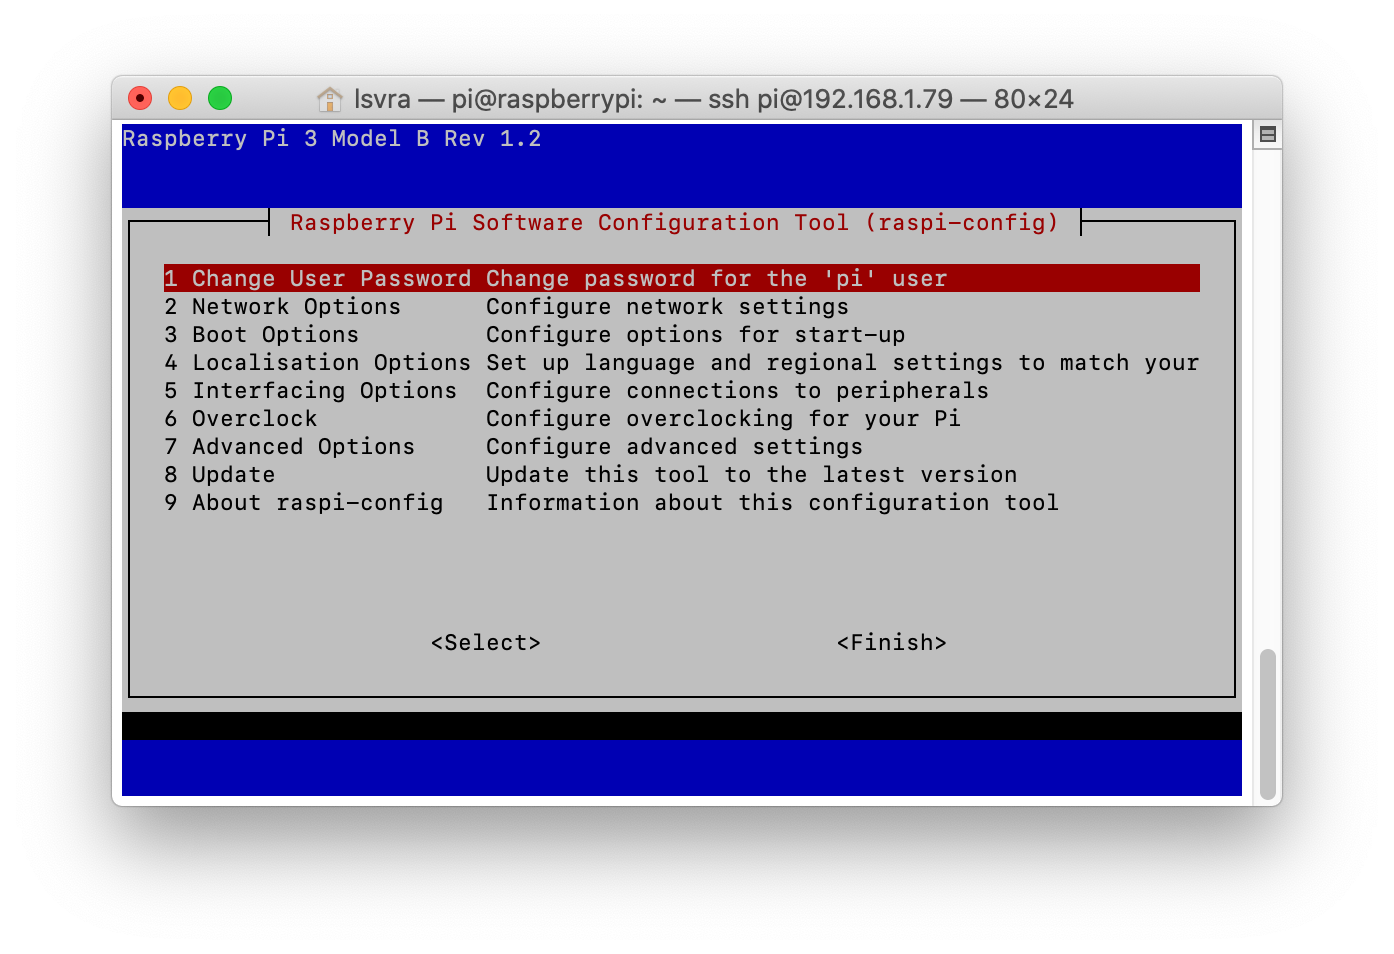 lsvra — pi@raspberrypi: ~ — ssh pi@192.168.1.79 — 80×24
Raspberry Pi 3 Model B Rev 1.2
Raspberry Pi Software Configuration Tool (raspi-config)
1 Change User Password Change password for the 'pi' user
2 Network Options Configure network settings
3 Boot Options Configure options for start-up
4 Localisation Options Set up language and regional settings to match your
5 Interfacing Options Configure connections to peripherals
6 Overclock Configure overclocking for your Pi
7 Advanced Options Configure advanced settings
8 Update Update this tool to the latest version
9 About raspi-config Information about this configuration tool
<Select> <Finish>